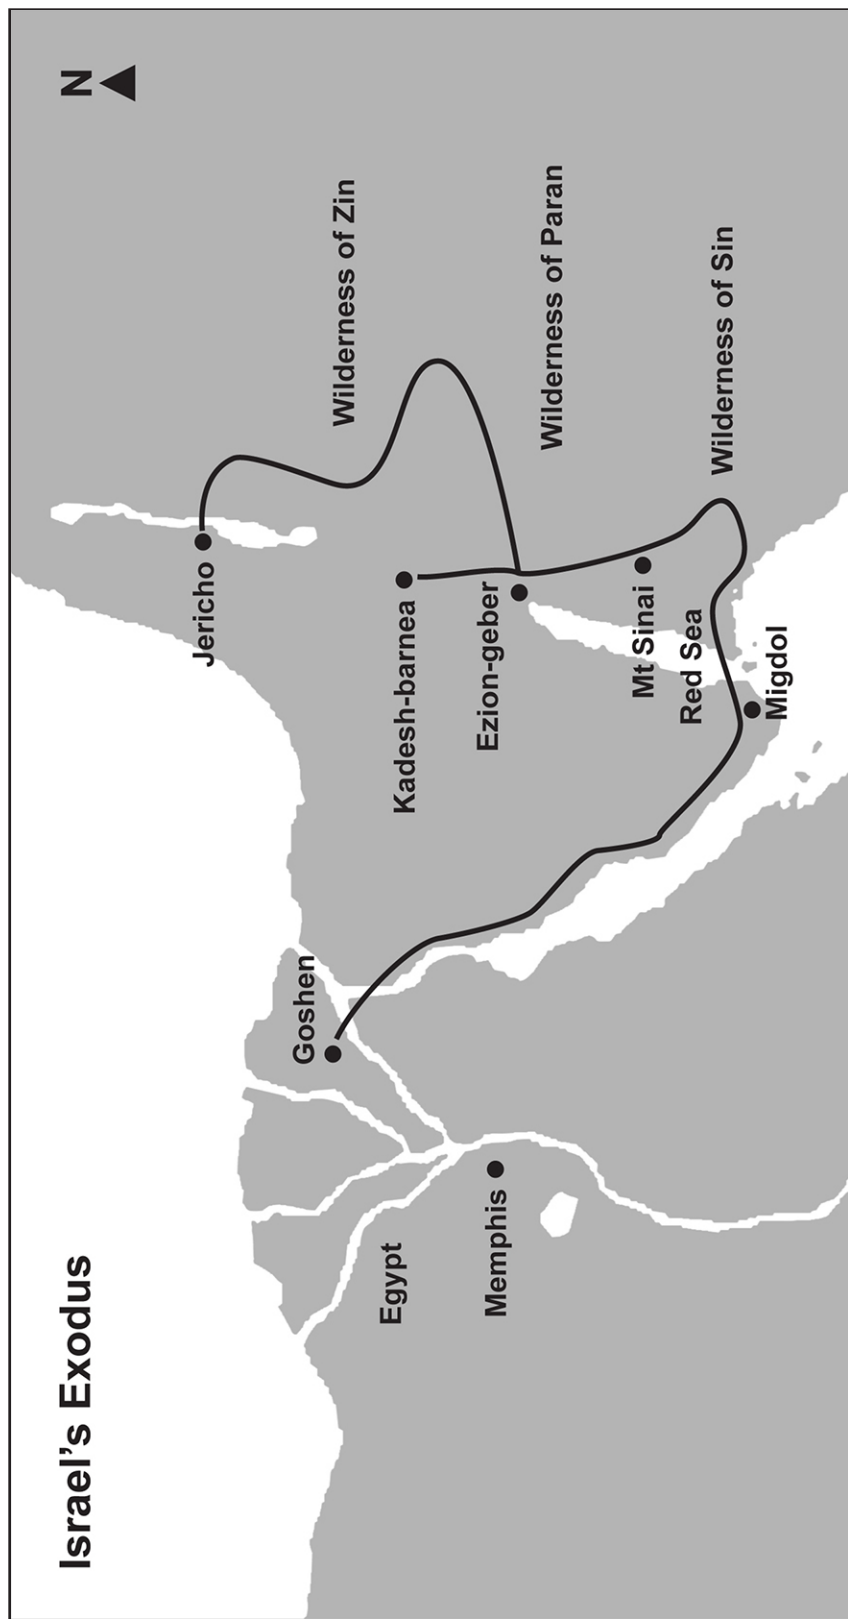 Israel's Exodus
N
Jericho
Wilderness of Zin
Goshen
Egypt
Kadesh-barnea
Memphis
Ezion-geber
Wilderness of Paran
Mt Sinai
Red Sea
Wilderness of Sin
Migdol